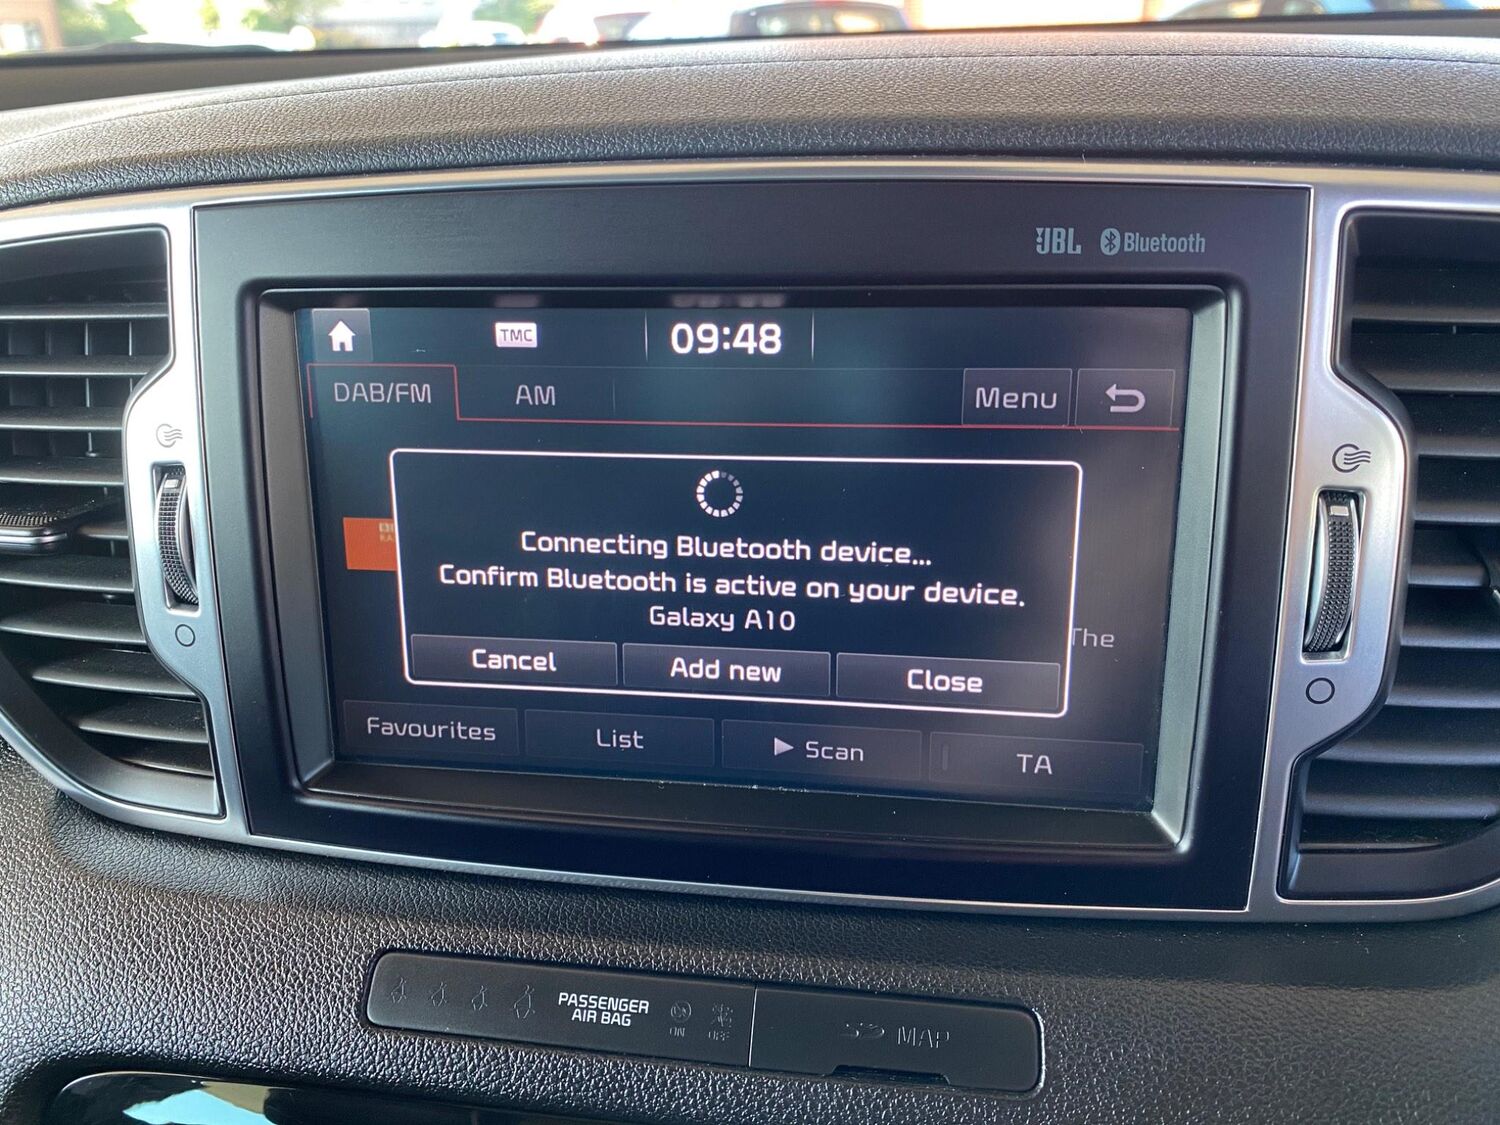 JBL Bluetooth
TMC
09:48
DAB/FM
AM
Menu
Connecting Bluetooth device...
Confirm Bluetooth is active on your device.
Galaxy A10
The
Cancel
Add new
Close
Favourites
List
Scan
TA
PASSENGER
AIR BAG
ON
OFF
MAP